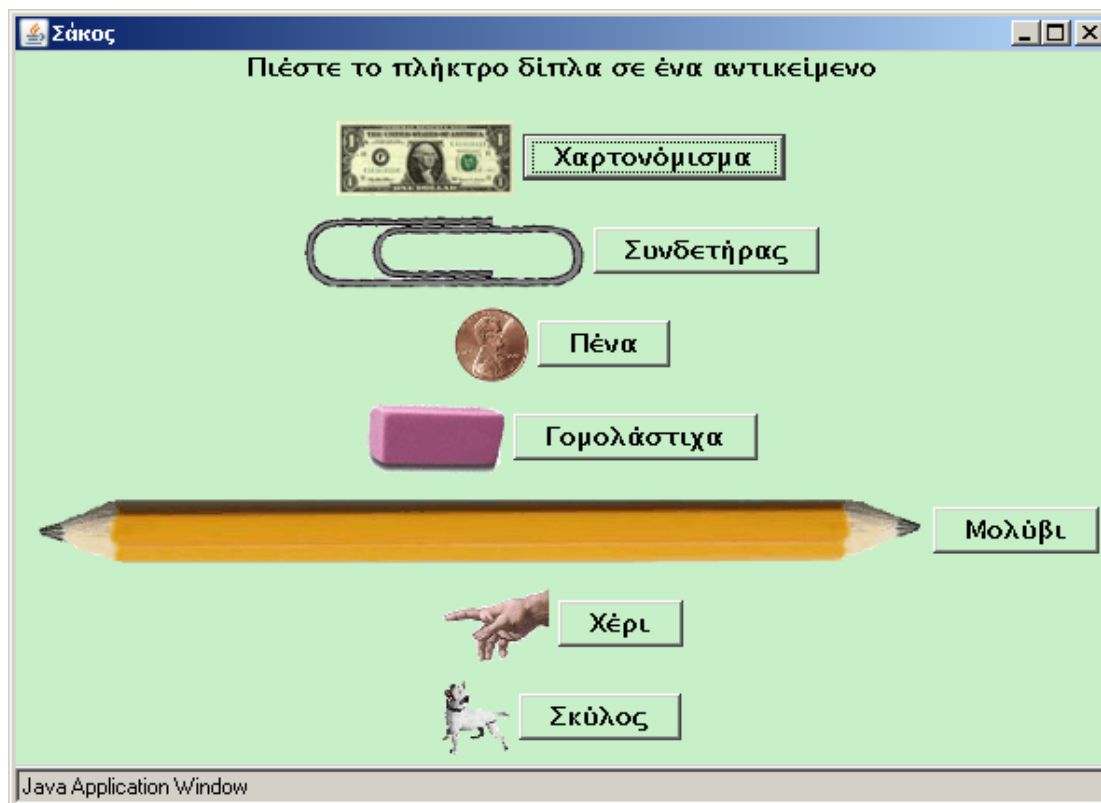 Σάκος
Πιέστε το πλήκτρο δίπλα σε ένα αντικείμενο
Χαρτονόμισμα
Συνδετήρας
Πένα
Γομολάστιχα
Μολύβι
Χέρι
Σκύλος
Java Application Window